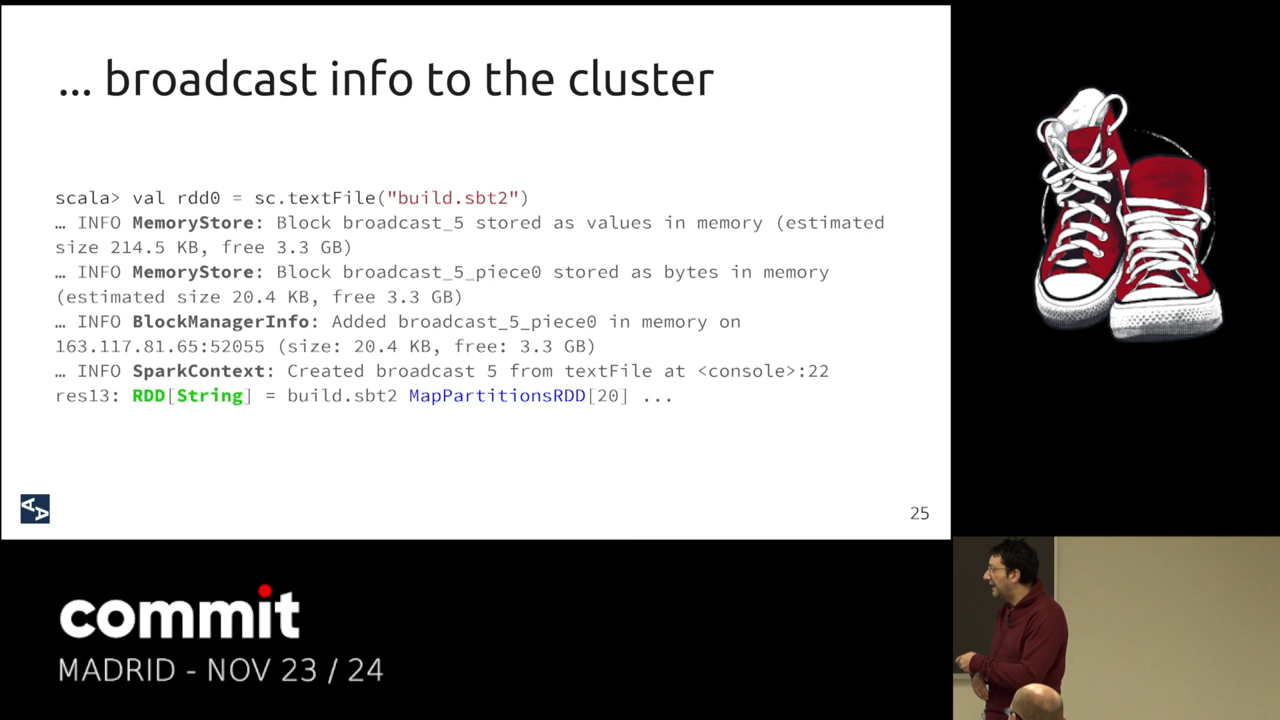 ... broadcast info to the cluster
scala> val rdd0 = sc.textFile("build.sbt2")
… INFO MemoryStore: Block broadcast_5 stored as values in memory (estimated
size 214.5 KB, free 3.3 GB)
… INFO MemoryStore: Block broadcast_5_piece0 stored as bytes in memory
(estimated size 20.4 KB, free 3.3 GB)
… INFO BlockManagerInfo: Added broadcast_5_piece0 in memory on
163.117.81.65:52055 (size: 20.4 KB, free: 3.3 GB)
… INFO SparkContext: Created broadcast 5 from textFile at <console>:22
res13: RDD[String] = build.sbt2 MapPartitionsRDD[20] ...
AA
25
commit
MADRID - NOV 23 / 24